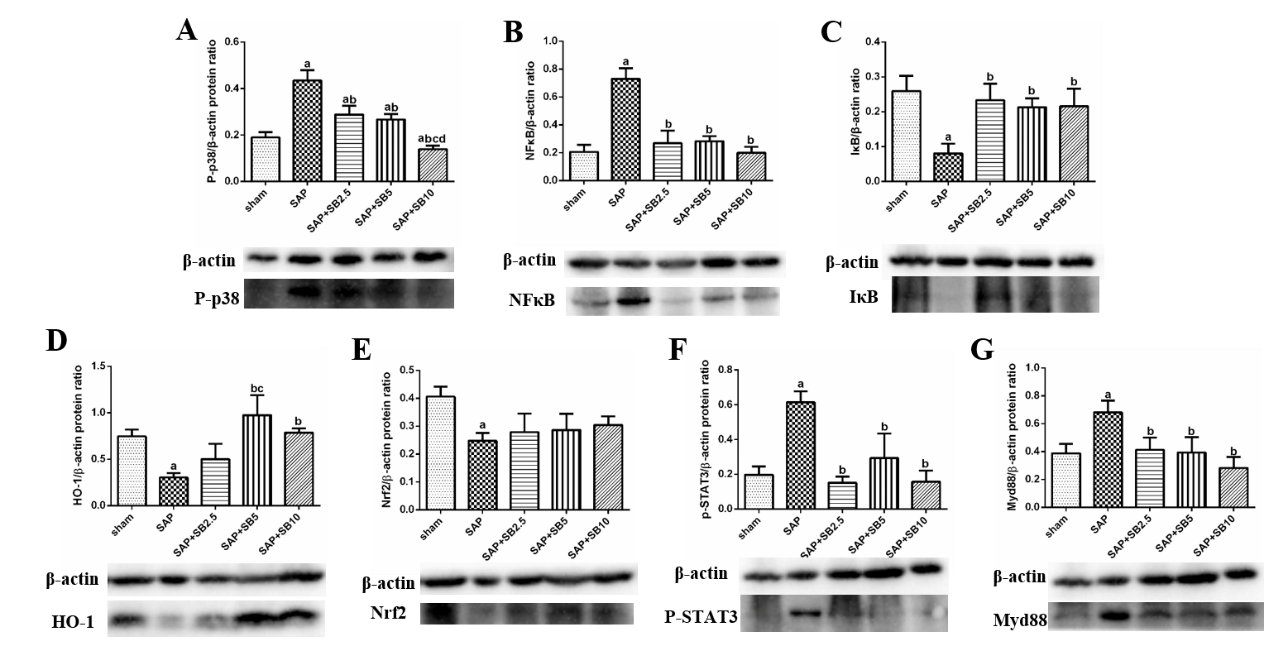 A
P-p38/β-actin protein ratio
0.6
0.4
0.2
0.0
a
ab
ab
abcd
sham
SAP
SAP+SB2.5
SAP+SB5
SAP+SB10
β-actin
P-p38
B
NFκB/β-actin protein ratio
1.0
0.8
0.6
0.4
0.2
0.0
a
b
b
b
sham
SAP
SAP+SB2.5
SAP+SB5
SAP+SB10
β-actin
NFκB
C
IκB/β-actin protein ratio
0.4
0.3
0.2
0.1
0.0
a
b
b
b
sham
SAP
SAP+SB2.5
SAP+SB5
SAP+SB10
β-actin
IκB
D
HO-1/β-actin protein ratio
1.5
1.0
0.5
0.0
a
bc
b
sham
SAP
SAP+SB2.5
SAP+SB5
SAP+SB10
β-actin
HO-1
E
Nrf2/β-actin protein ratio
0.5
0.4
0.3
0.2
0.1
0.0
a
sham
SAP
SAP+SB2.5
SAP+SB5
SAP+SB10
β-actin
Nrf2
F
p-STAT3/β-actin protein ratio
0.8
0.6
0.4
0.2
0.0
a
b
b
b
sham
SAP
SAP+SB2.5
SAP+SB5
SAP+SB10
β-actin
P-STAT3
G
Myd88/β-actin protein ratio
1.0
0.8
0.6
0.4
0.2
0.0
a
b
b
b
sham
SAP
SAP+SB2.5
SAP+SB5
SAP+SB10
β-actin
Myd88